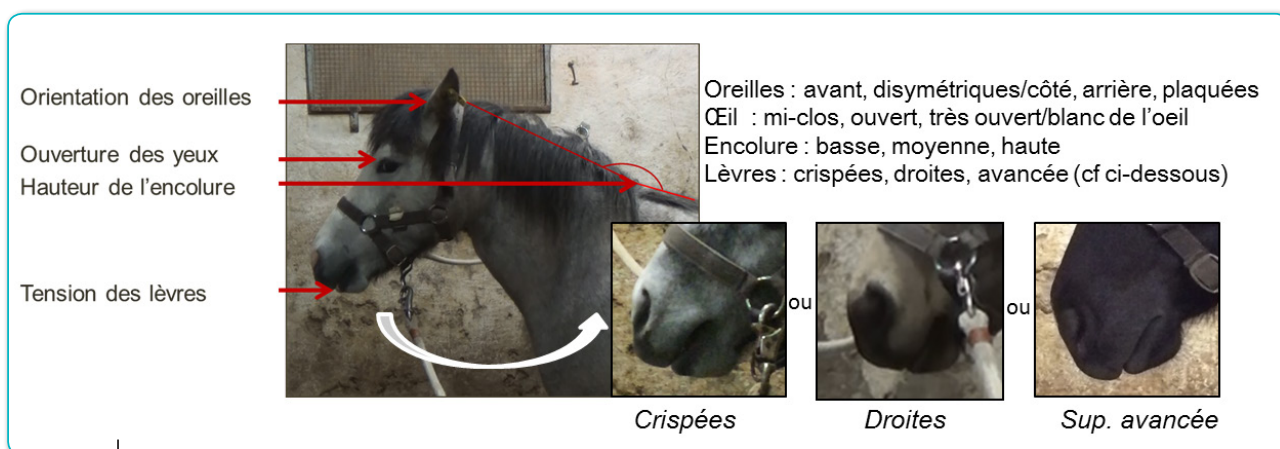 Orientation des oreilles
Ouverture des yeux
Hauteur de l'encolure
Tension des lèvres
Oreilles : avant, disymétriques/côté, arrière, plaquées
Œil : mi-clos, ouvert, très ouvert/blanc de l'oeil
Encolure : basse, moyenne, haute
Lèvres : crispées, droites, avancée (cf ci-dessous)
ou
ou
Crispées
Droites
Sup. avancée